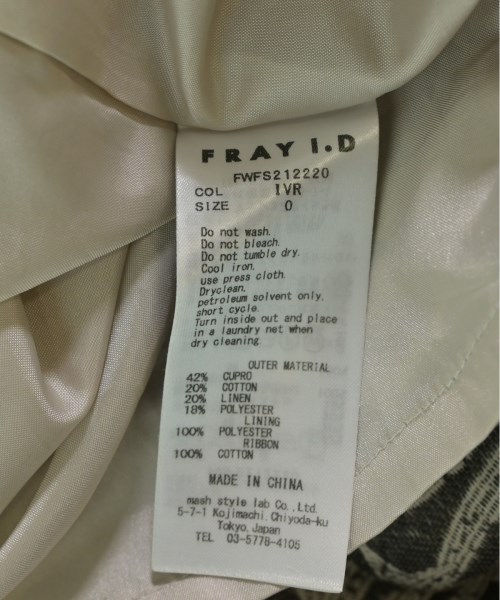 FRAY I.D
FWFS212220
COL IVR
SIZE 0
Do not wash.
Do not bleach.
Do not tumble dry.
Cool iron.
use press cloth.
Dryclean,
petroleum solvent only.
short cycle.
Turn inside out and place
in a laundry net when
dry cleaning.
OUTER MATERIAL
42% CUPRO
20% COTTON
20% LINEN
18% POLYESTER
LINING
100% POLYESTER
RIBBON
100% COTTON
MADE IN CHINA
mash style lab Co.,Ltd.
5-7-1 Kojimachi,Chiyoda-ku
Tokyo,Japan
TEL 03-5778-4105